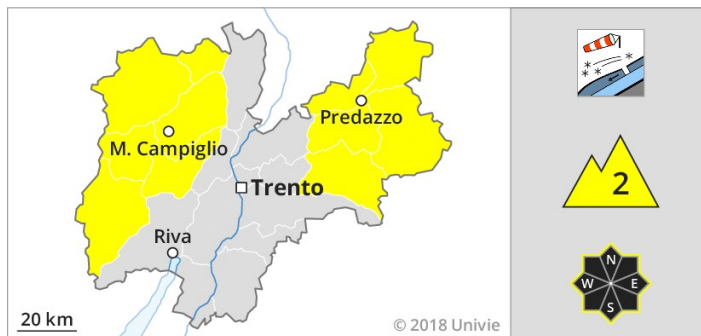 Predazzo
M. Campiglio
Trento
Riva
20 km
© 2018 Univie
2
N
W E
S